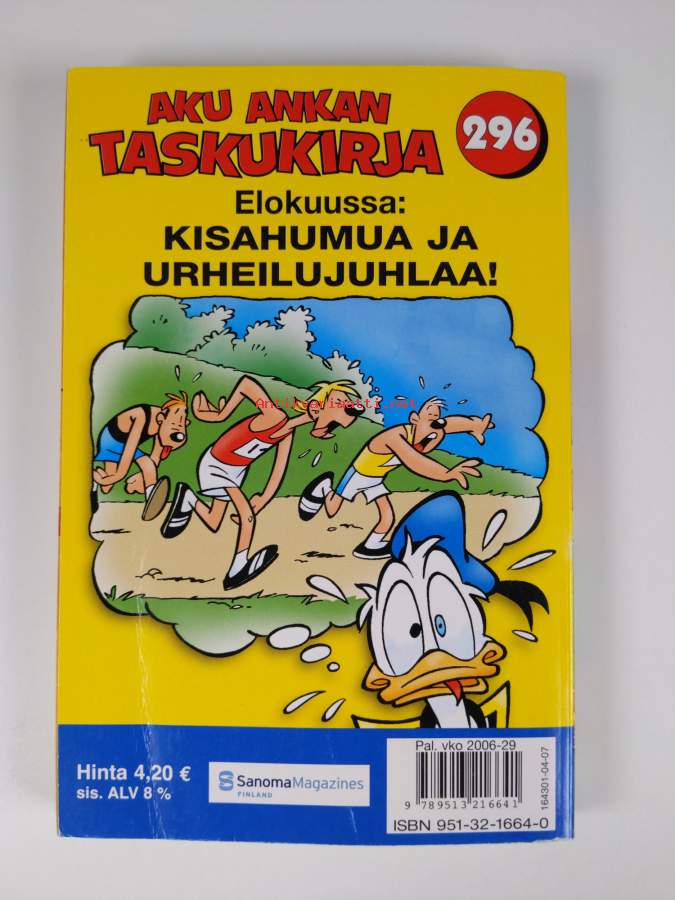 AKU ANKAN
TASKUKIRJA
296
Elokuussa:
KISAHUMUA JA
URHEILUJUHLAA!
Antikvariaatti.net
Hinta 4,20 €
sis. ALV 8 %
SanomaMagazines
FINLAND
Pal. vko 2006-29
9 789513 216641
ISBN 951-32-1664-0
164301-04-07